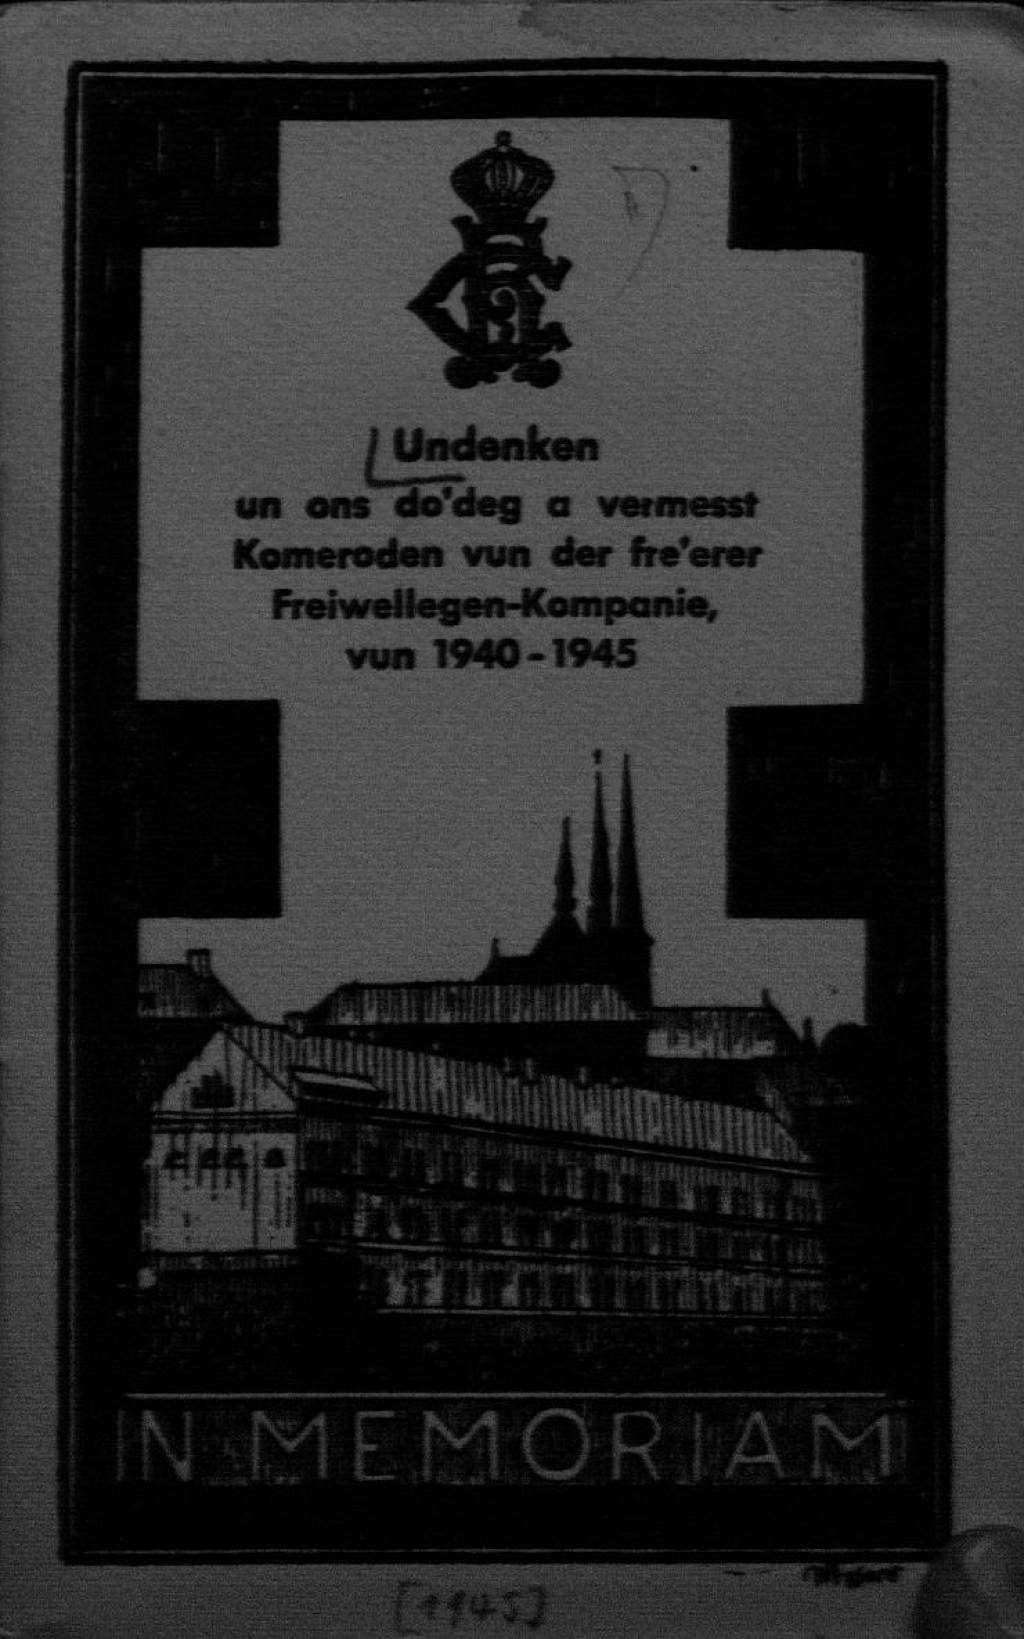 Undenken
un ons do'deg a vermesst
Komeroden vun der fre'erer
Freiwellegen-Kompanie,
vun 1940-1945
IN MEMORIAM
[1945]